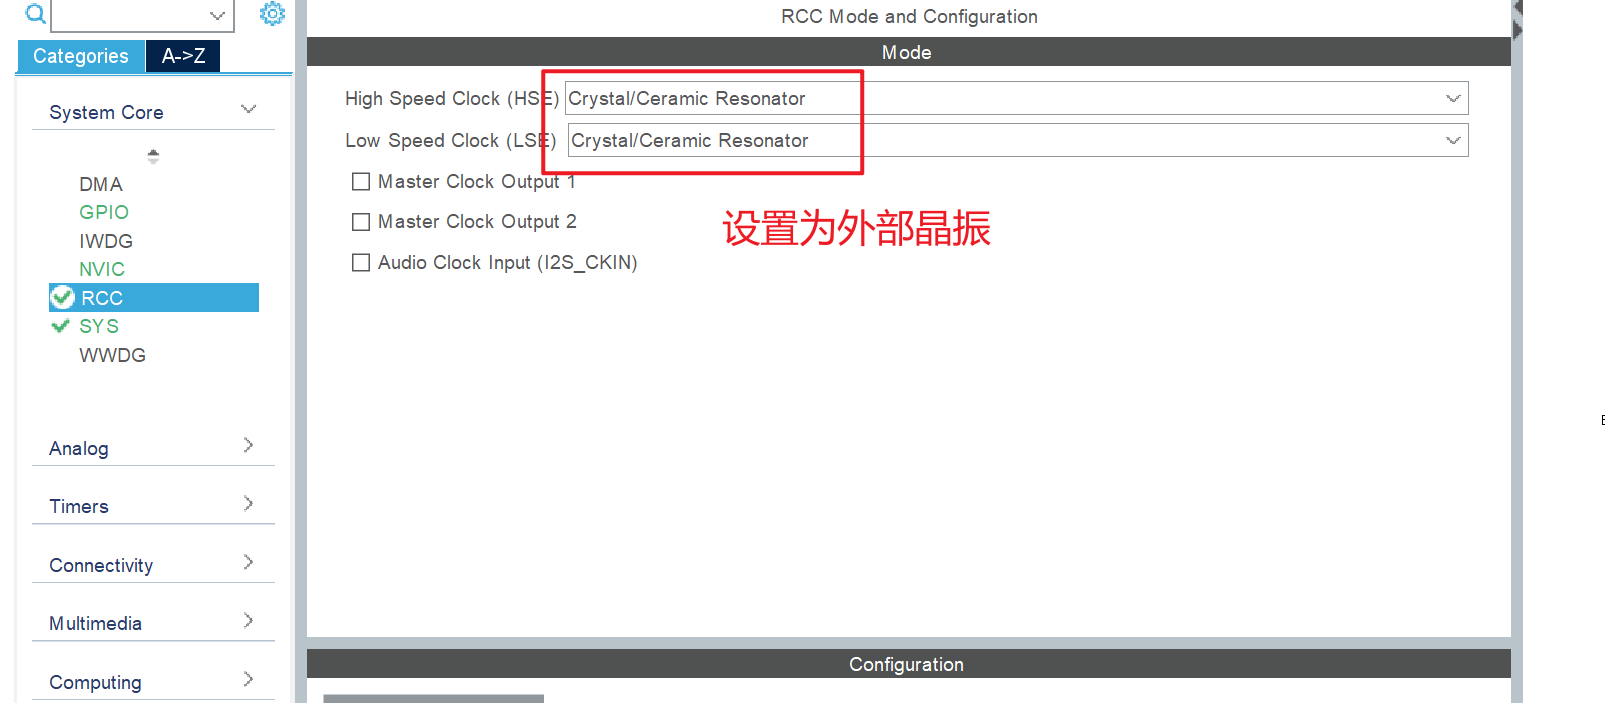 RCC Mode and Configuration
Categories
A->Z
Mode
System Core
High Speed Clock (HSE)
Crystal/Ceramic Resonator
Low Speed Clock (LSE)
Crystal/Ceramic Resonator
Master Clock Output 1
Master Clock Output 2
Audio Clock Input (I2S_CKIN)
设置为外部晶振
DMA
GPIO
IWDG
NVIC
RCC
SYS
WWDG
Analog
Timers
Connectivity
Multimedia
Computing
Configuration